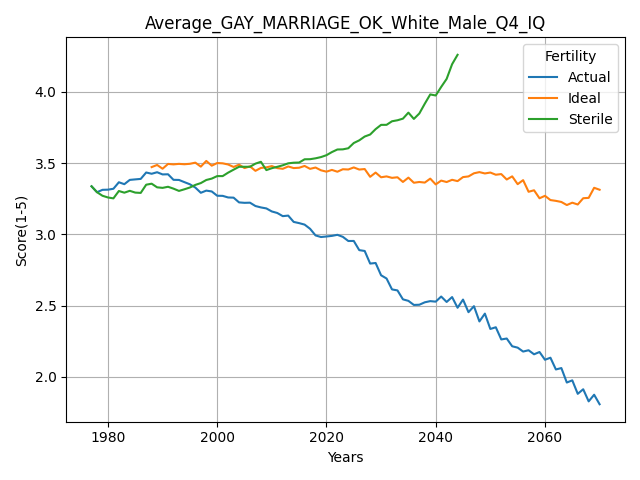 Average_GAY_MARRIAGE_OK_White_Male_Q4_IQ
Fertility
Actual
Ideal
Sterile
Score(1-5)
4.0
3.5
3.0
2.5
2.0
1980 2000 2020 2040 2060
Years